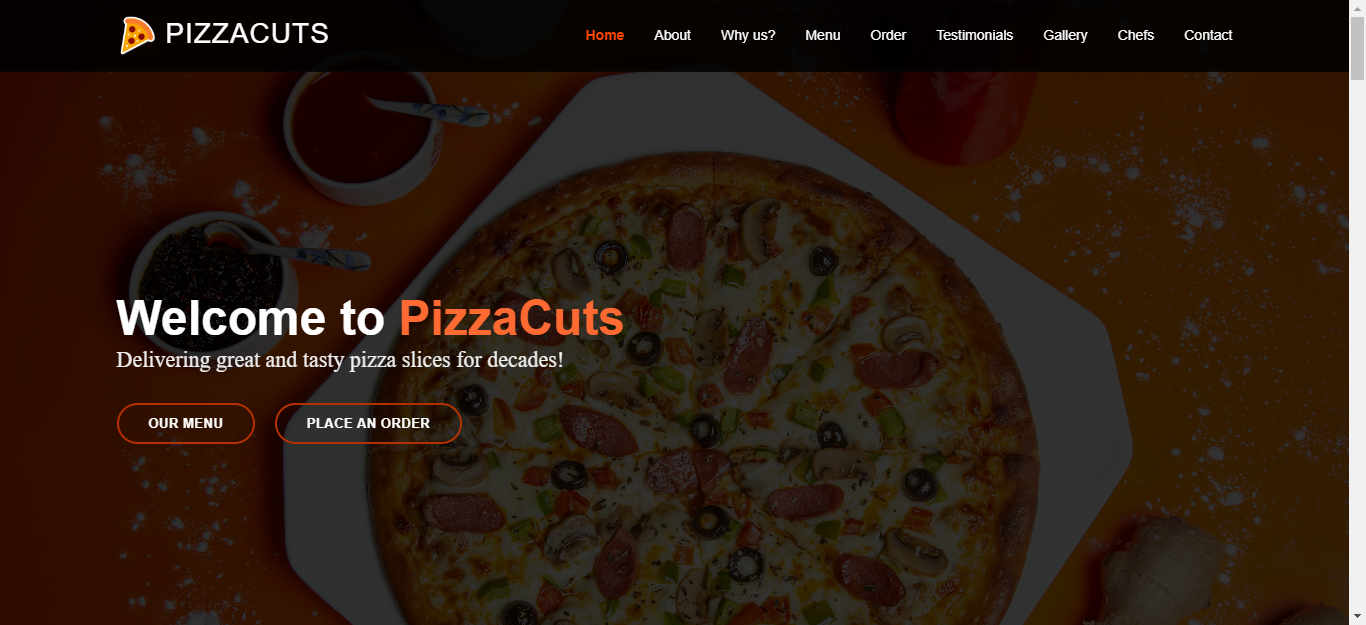 PIZZACUTS
Home About Why us? Menu Order Testimonials Gallery Chefs Contact
Welcome to PizzaCuts
Delivering great and tasty pizza slices for decades!
OUR MENU PLACE AN ORDER